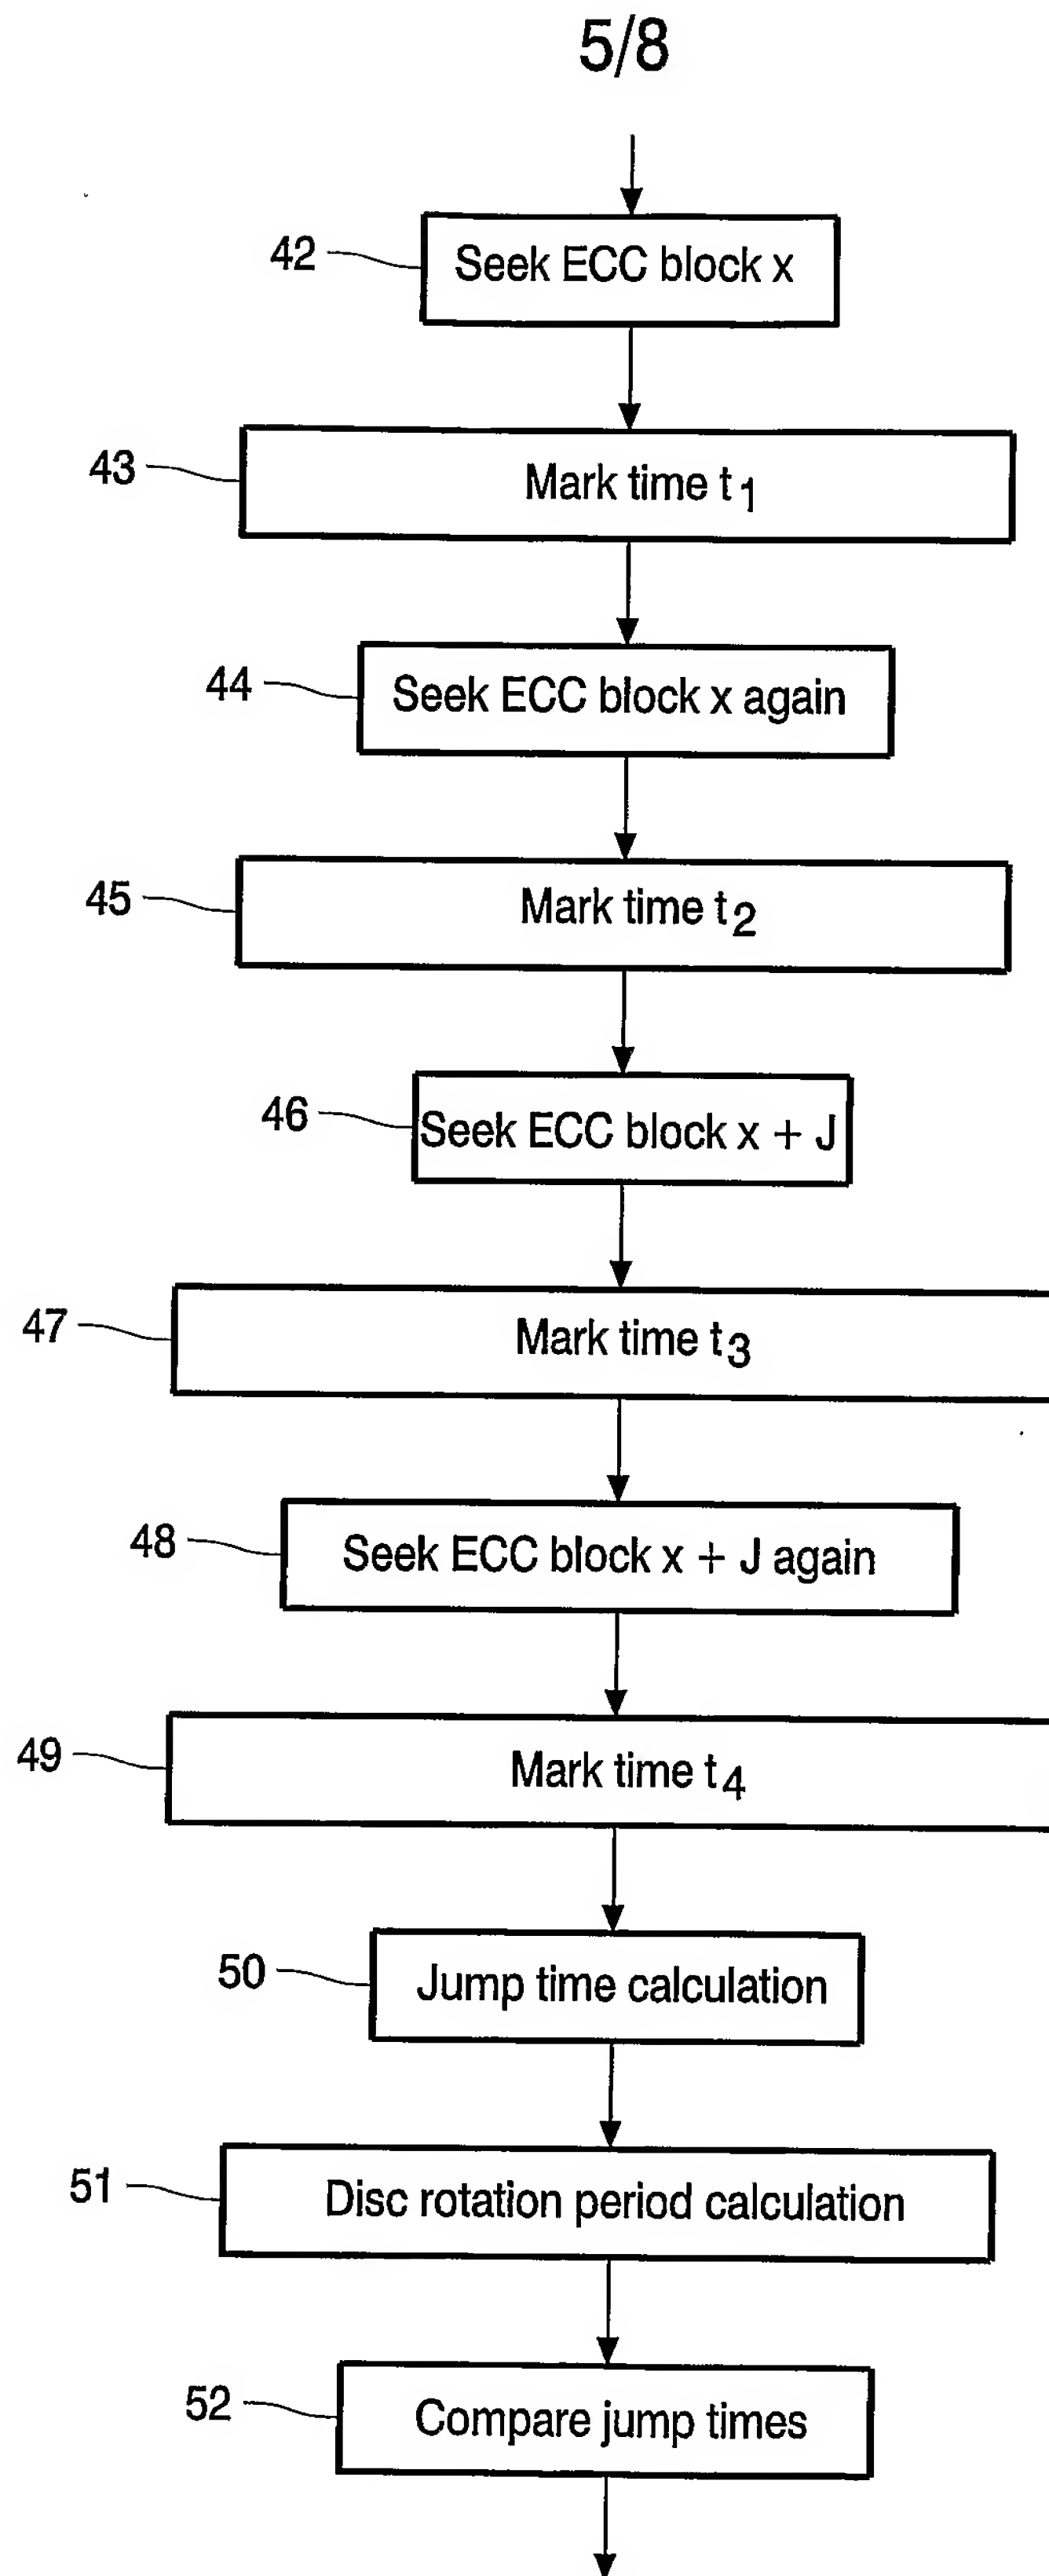 5/8
42
Seek ECC block x
43
Mark time t1
44
Seek ECC block x again
45
Mark time t2
46
Seek ECC block x + J
47
Mark time t3
48
Seek ECC block x + J again
49
Mark time t4
50
Jump time calculation
51
Disc rotation period calculation
52
Compare jump times